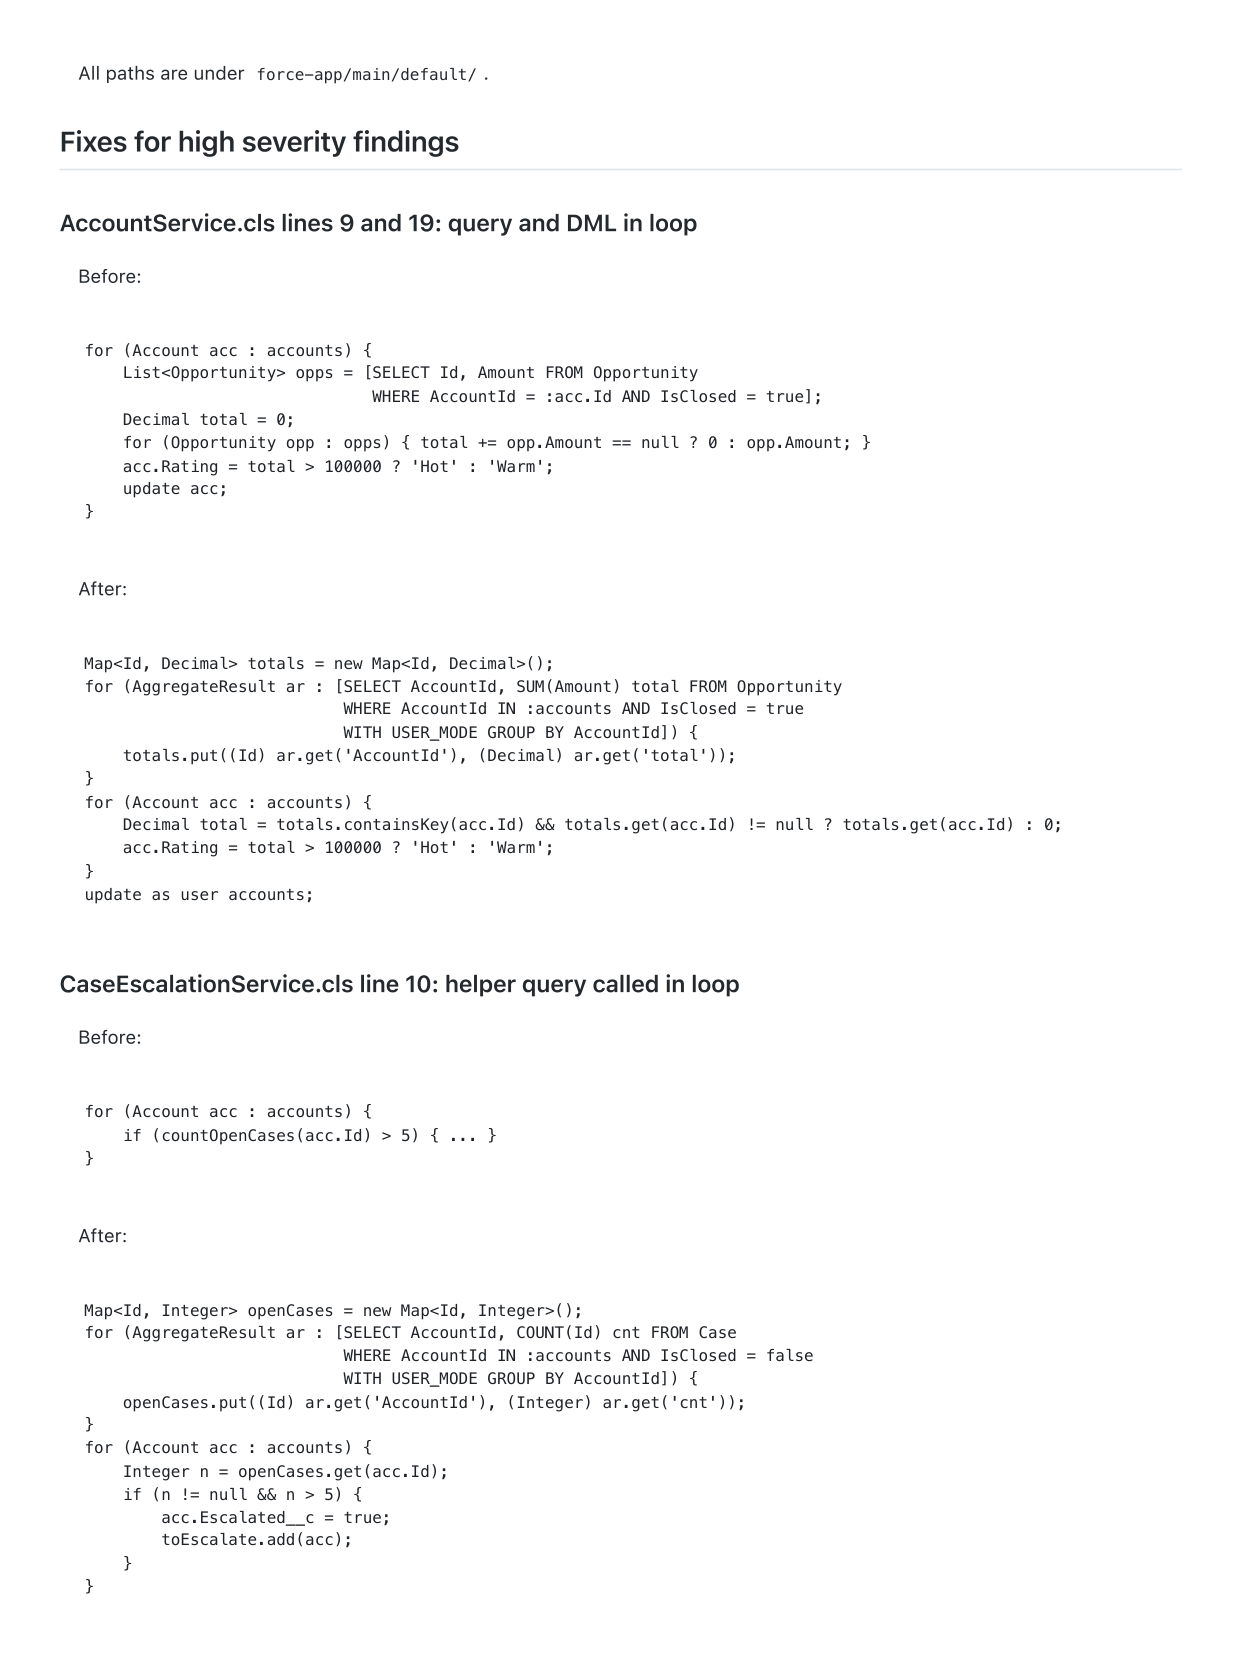 All paths are under force-app/main/default/ .
Fixes for high severity findings
AccountService.cls lines 9 and 19: query and DML in loop
Before:
for (Account acc : accounts) {
    List<Opportunity> opps = [SELECT Id, Amount FROM Opportunity
                              WHERE AccountId = :acc.Id AND IsClosed = true];
    Decimal total = 0;
    for (Opportunity opp : opps) { total += opp.Amount == null ? 0 : opp.Amount; }
    acc.Rating = total > 100000 ? 'Hot' : 'Warm';
    update acc;
}
After:
Map<Id, Decimal> totals = new Map<Id, Decimal>();
for (AggregateResult ar : [SELECT AccountId, SUM(Amount) total FROM Opportunity
                           WHERE AccountId IN :accounts AND IsClosed = true
                           WITH USER_MODE GROUP BY AccountId]) {
    totals.put((Id) ar.get('AccountId'), (Decimal) ar.get('total'));
}
for (Account acc : accounts) {
    Decimal total = totals.containsKey(acc.Id) && totals.get(acc.Id) != null ? totals.get(acc.Id) : 0;
    acc.Rating = total > 100000 ? 'Hot' : 'Warm';
}
update as user accounts;
CaseEscalationService.cls line 10: helper query called in loop
Before:
for (Account acc : accounts) {
    if (countOpenCases(acc.Id) > 5) { ... }
}
After:
Map<Id, Integer> openCases = new Map<Id, Integer>();
for (AggregateResult ar : [SELECT AccountId, COUNT(Id) cnt FROM Case
                           WHERE AccountId IN :accounts AND IsClosed = false
                           WITH USER_MODE GROUP BY AccountId]) {
    openCases.put((Id) ar.get('AccountId'), (Integer) ar.get('cnt'));
}
for (Account acc : accounts) {
    Integer n = openCases.get(acc.Id);
    if (n != null && n > 5) {
        acc.Escalated__c = true;
        toEscalate.add(acc);
    }
}